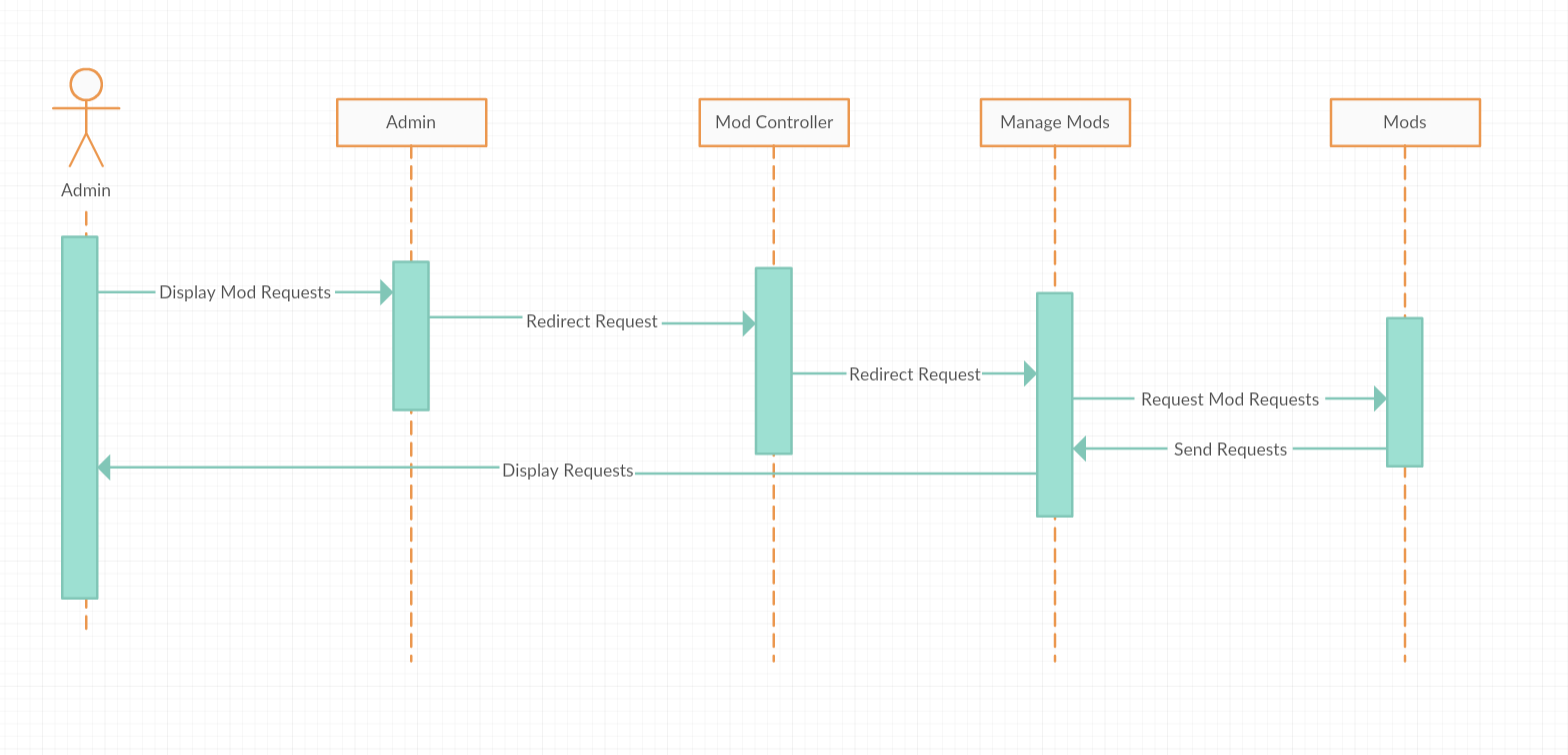 Admin
Mod Controller
Manage Mods
Mods
Admin
Display Mod Requests
Redirect Request
Redirect Request
Request Mod Requests
Send Requests
Display Requests